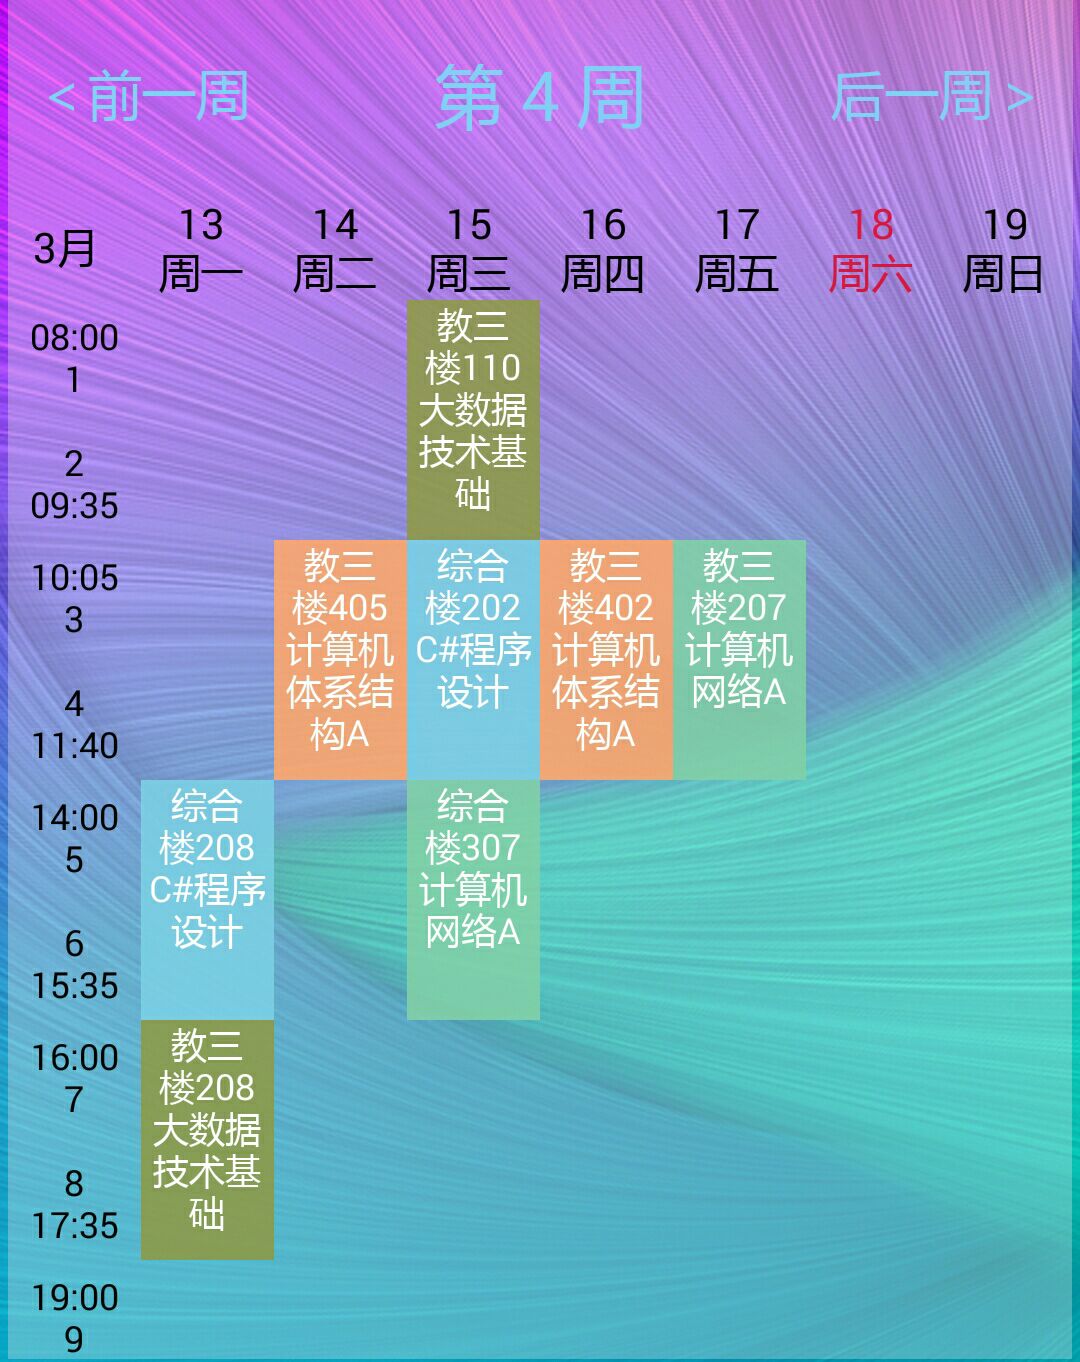 <前一周 第 4 周 后一周>
3月
13 14 15 16 17 18 19
周一 周二 周三 周四 周五 周六 周日
08:00
1
2
09:35
教三
楼110
大数据
技术基
础
10:05
3
4
11:40
教三
楼405
计算机
体系结
构A
综合
楼202
C#程序
设计
教三
楼402
计算机
体系结
构A
教三
楼207
计算机
网络A
14:00
5
6
15:35
综合
楼208
C#程序
设计
综合
楼307
计算机
网络A
16:00
7
8
17:35
教三
楼208
大数据
技术基
础
19:00
9